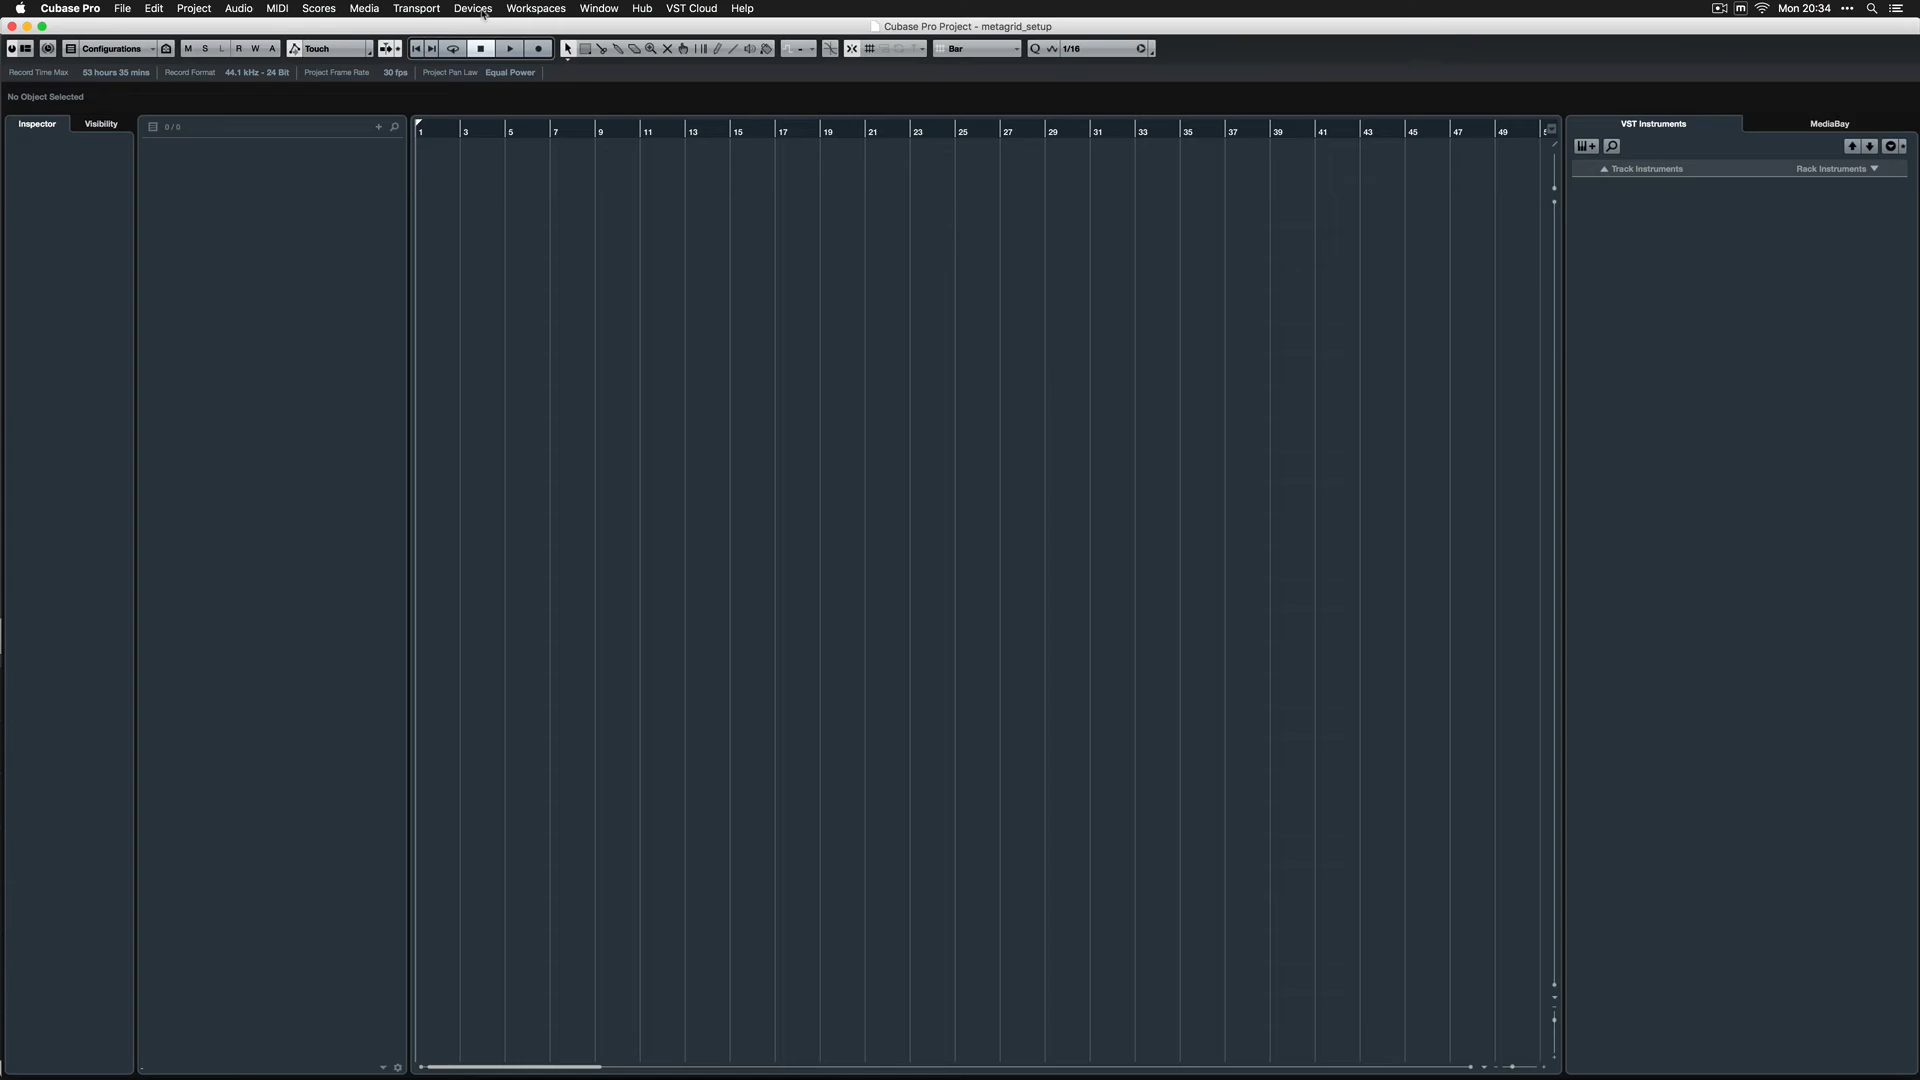 Cubase Pro File Edit Project Audio MIDI Scores Media Transport Devices Workspaces Window Hub VST Cloud Help m Mon 20:34
Cubase Pro Project - metagrid_setup
Configurations M S L R W A Touch Bar Q 1/16
Record Time Max 53 hours 35 mins Record Format 44.1 kHz - 24 Bit Project Frame Rate 30 fps Project Pan Law Equal Power
No Object Selected
Inspector Visibility 0 / 0 VST Instruments MediaBay
1 3 5 7 9 11 13 15 17 19 21 23 25 27 29 31 33 35 37 39 41 43 45 47 49
Track Instruments Rack Instruments